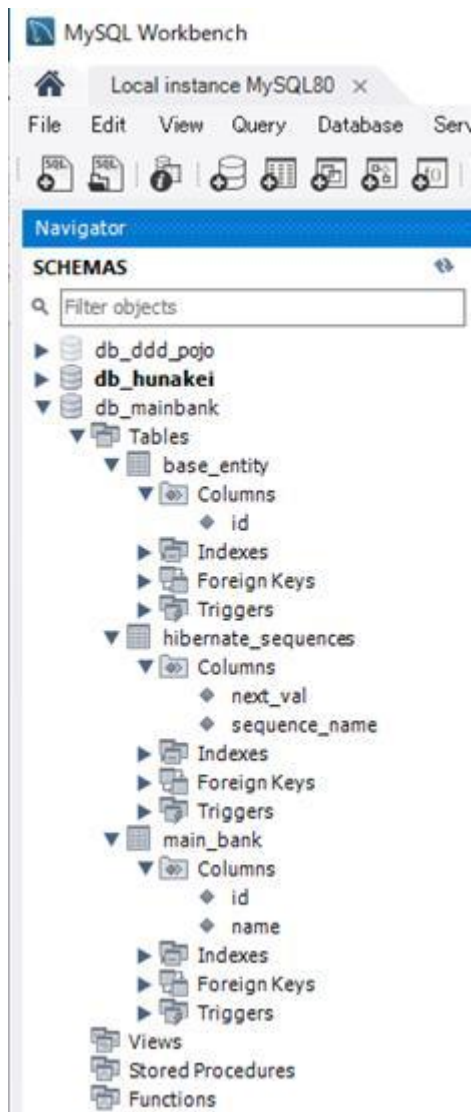 MySQL Workbench
Local instance MySQL80 ×
File Edit View Query Database Serv
Navigator
SCHEMAS
Filter objects
db_ddd_pojo
db_hunakei
db_mainbank
Tables
base_entity
Columns
id
Indexes
Foreign Keys
Triggers
hibernate_sequences
Columns
next_val
sequence_name
Indexes
Foreign Keys
Triggers
main_bank
Columns
id
name
Indexes
Foreign Keys
Triggers
Views
Stored Procedures
Functions